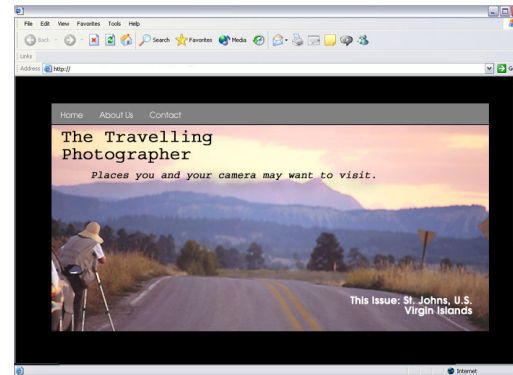 File Edit View Favorites Tools Help
Back Search Favorites Media
Links
Address http://
Home About Us Contact
The Travelling
Photographer
Places you and your camera may want to visit.
This Issue: St. Johns, U.S.
Virgin Islands
Internet